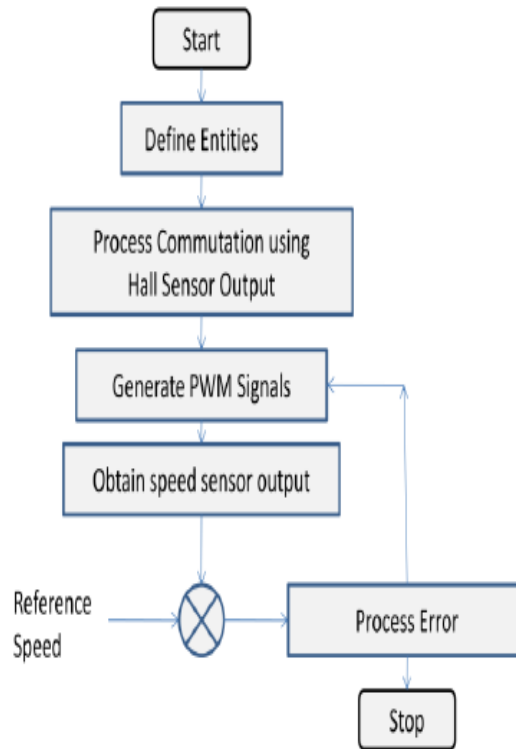 Start
Define Entities
Process Commutation using
Hall Sensor Output
Generate PWM Signals
Obtain speed sensor output
Reference
Speed
Process Error
Stop